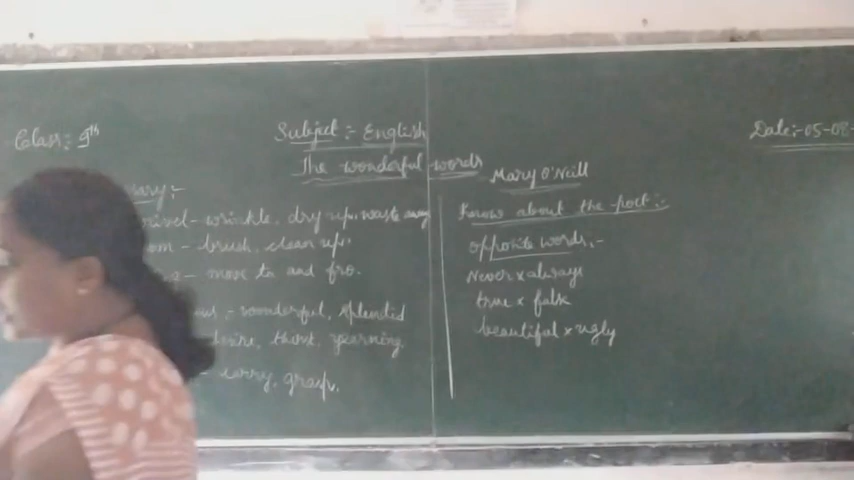 Class: 9th
Subject :- English
Date:-05-08-
The wonderful words
Mary O'Neill
wrinkle, dry up, waste away
brush, clean up.
move to and fro.
:- wonderful, splendid
thirst, yearning.
carry, grasp.
Know about the poet:-
opposite words.-
Never x always
true x false
beautiful x ugly